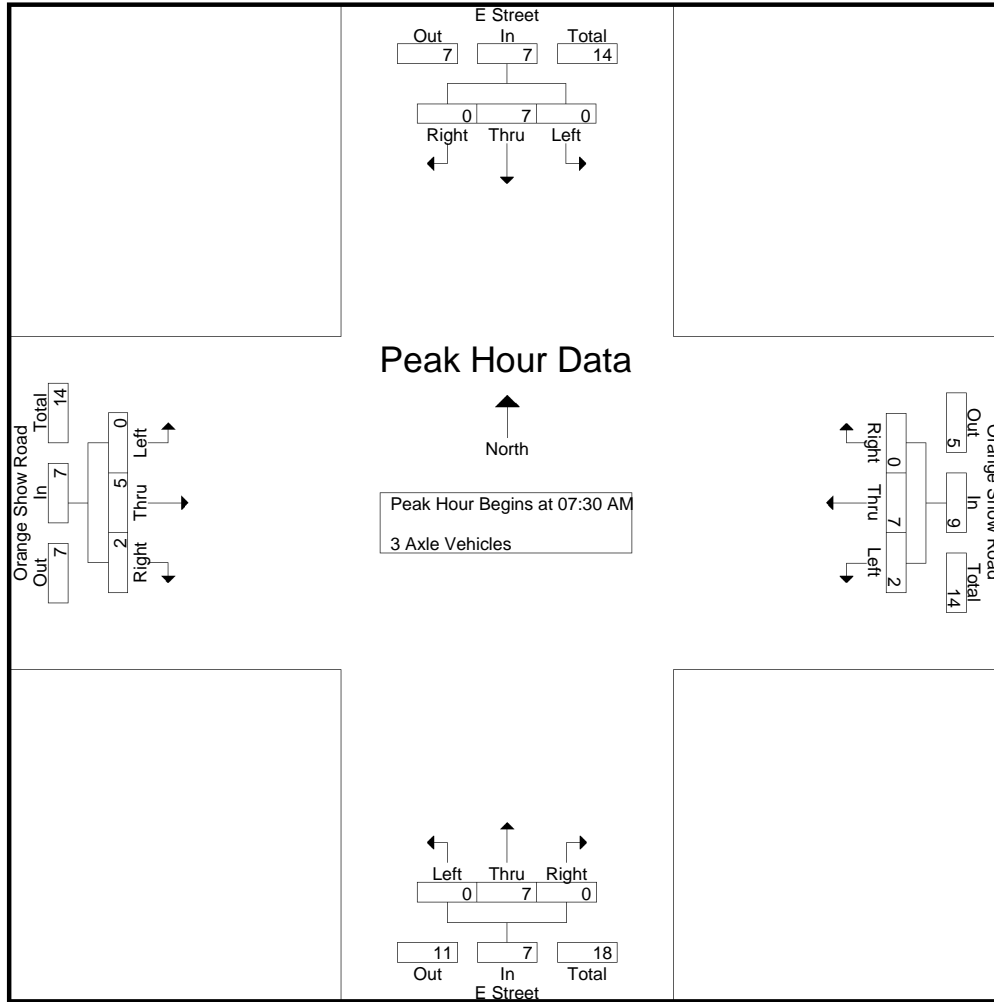 E Street
Out In Total
7 7 14
0 7 0
Right Thru Left
Peak Hour Data
North
Peak Hour Begins at 07:30 AM
3 Axle Vehicles
Orange Show Road
Out In Total
7 7 14
2 5 0
Right Thru Left
Orange Show Road
Out In Total
5 9 14
0 7 2
Right Thru Left
Left Thru Right
0 7 0
11 7 18
Out In Total
E Street